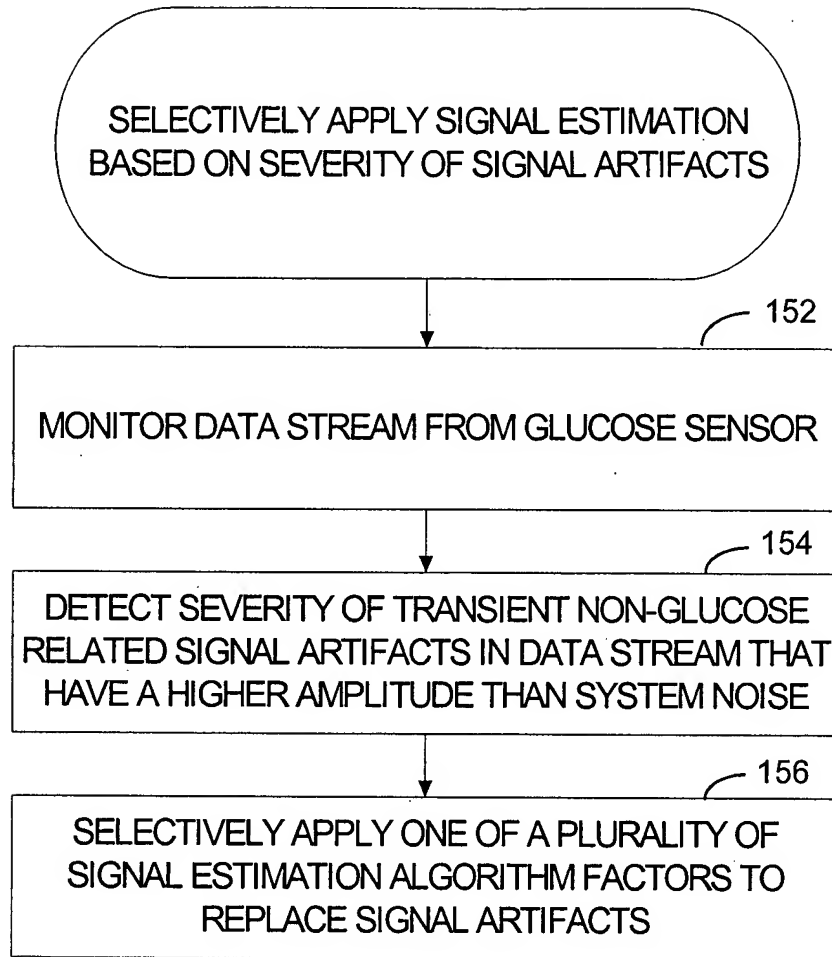 SELECTIVELY APPLY SIGNAL ESTIMATION
BASED ON SEVERITY OF SIGNAL ARTIFACTS
152
MONITOR DATA STREAM FROM GLUCOSE SENSOR
154
DETECT SEVERITY OF TRANSIENT NON-GLUCOSE
RELATED SIGNAL ARTIFACTS IN DATA STREAM THAT
HAVE A HIGHER AMPLITUDE THAN SYSTEM NOISE
156
SELECTIVELY APPLY ONE OF A PLURALITY OF
SIGNAL ESTIMATION ALGORITHM FACTORS TO
REPLACE SIGNAL ARTIFACTS